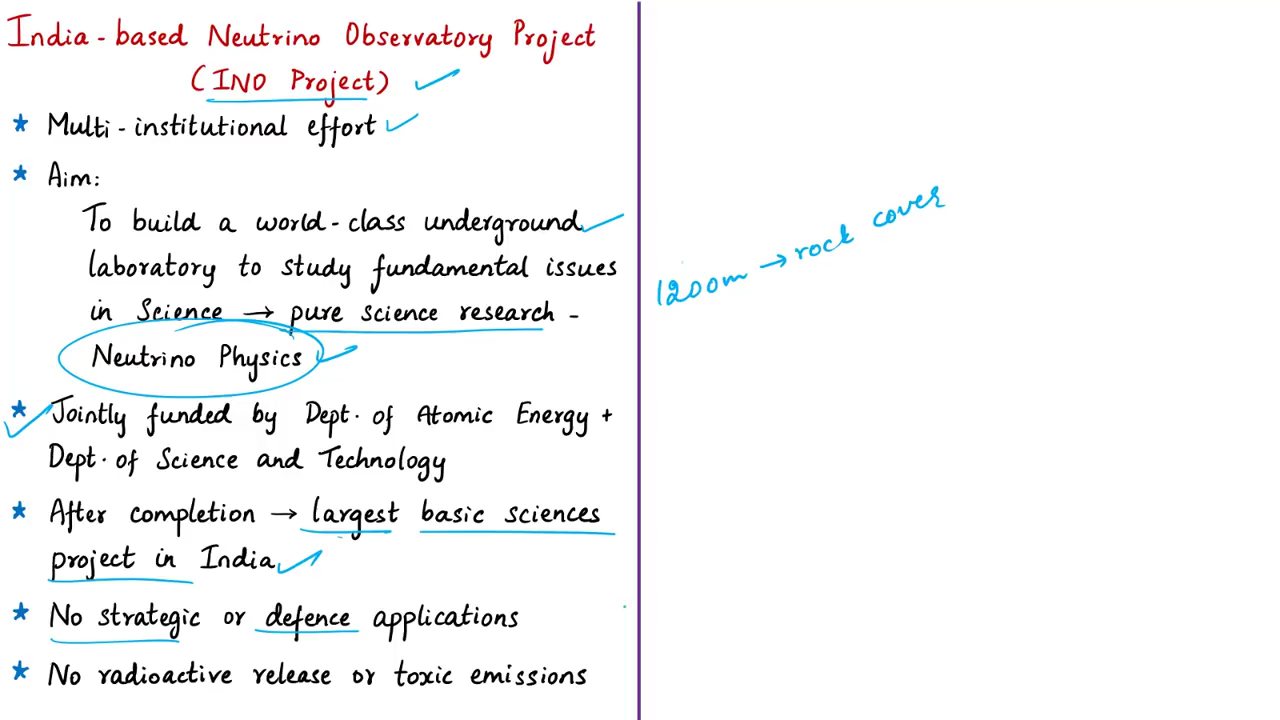 India-based Neutrino Observatory Project
(INO Project)
* Multi-institutional effort
* Aim:
To build a world-class underground
laboratory to study fundamental issues
in Science → pure science research -
Neutrino Physics
* Jointly funded by Dept. of Atomic Energy +
Dept. of Science and Technology
* After completion → largest basic sciences
project in India
* No strategic or defence applications
* No radioactive release or toxic emissions
1200m → rock cover